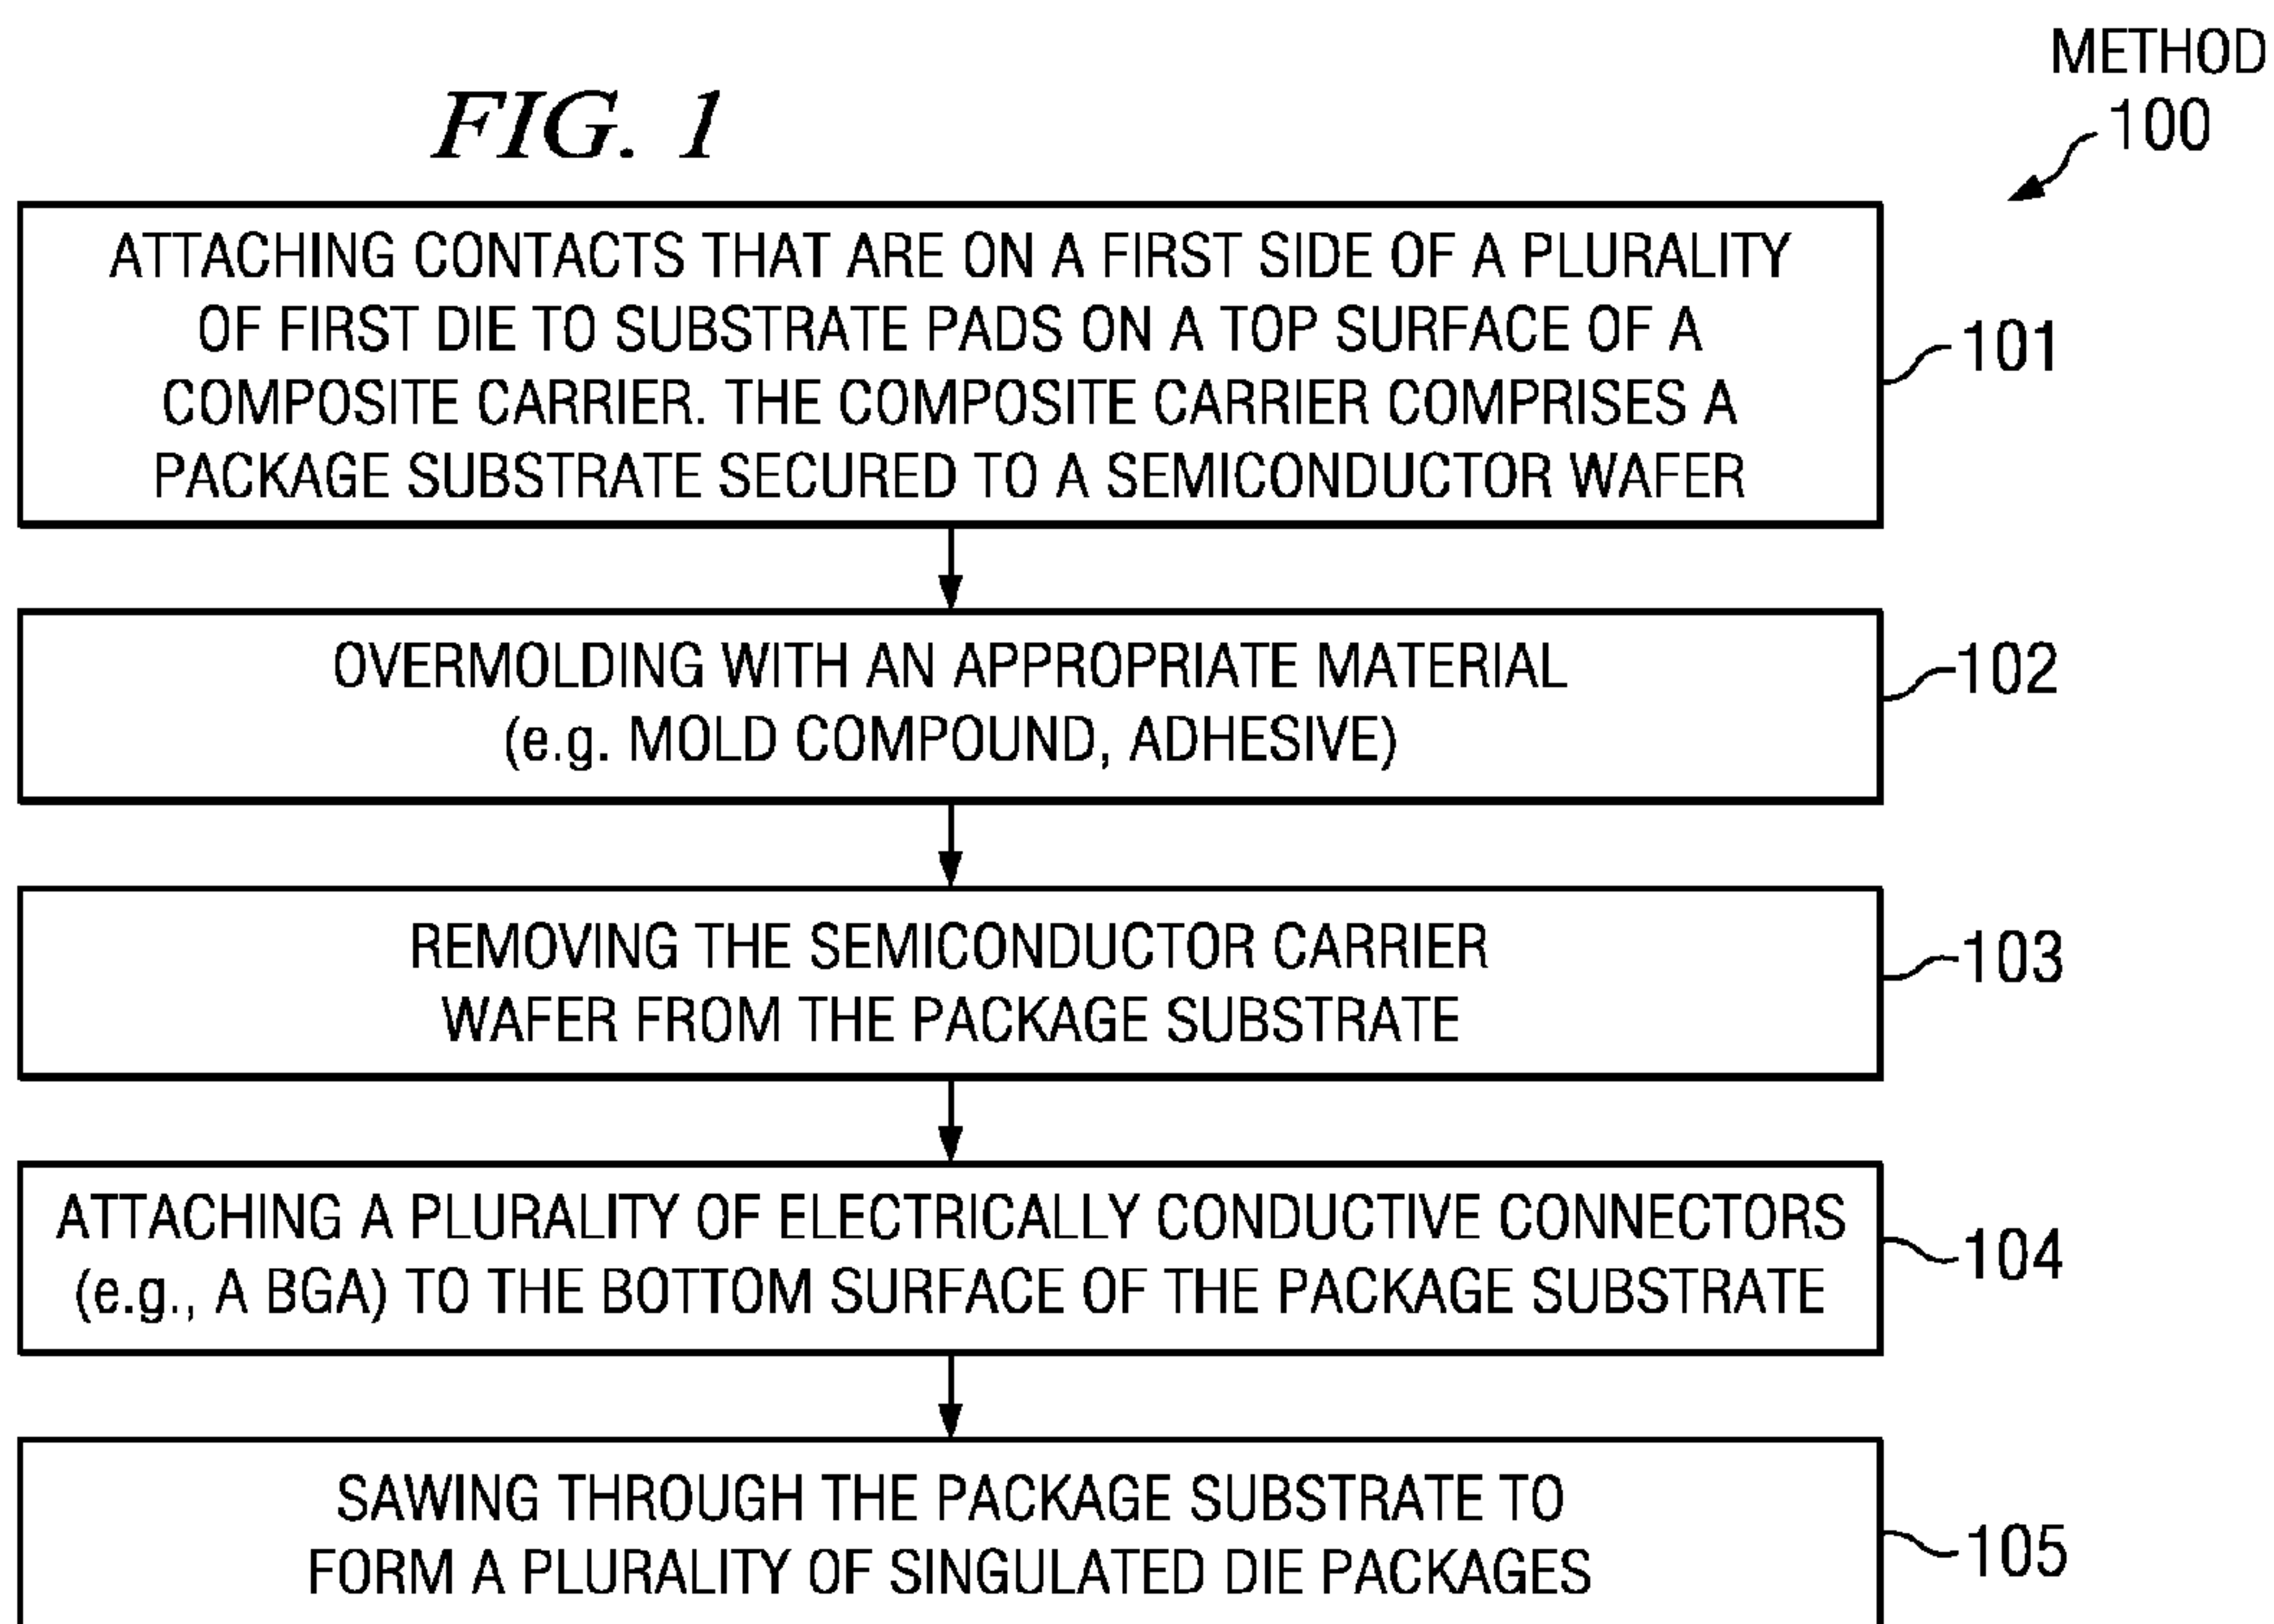 METHOD
100
FIG. 1
ATTACHING CONTACTS THAT ARE ON A FIRST SIDE OF A PLURALITY
OF FIRST DIE TO SUBSTRATE PADS ON A TOP SURFACE OF A
COMPOSITE CARRIER. THE COMPOSITE CARRIER COMPRISES A
PACKAGE SUBSTRATE SECURED TO A SEMICONDUCTOR WAFER
101
OVERMOLDING WITH AN APPROPRIATE MATERIAL
(e.g. MOLD COMPOUND, ADHESIVE)
102
REMOVING THE SEMICONDUCTOR CARRIER
WAFER FROM THE PACKAGE SUBSTRATE
103
ATTACHING A PLURALITY OF ELECTRICALLY CONDUCTIVE CONNECTORS
(e.g., A BGA) TO THE BOTTOM SURFACE OF THE PACKAGE SUBSTRATE
104
SAWING THROUGH THE PACKAGE SUBSTRATE TO
FORM A PLURALITY OF SINGULATED DIE PACKAGES
105